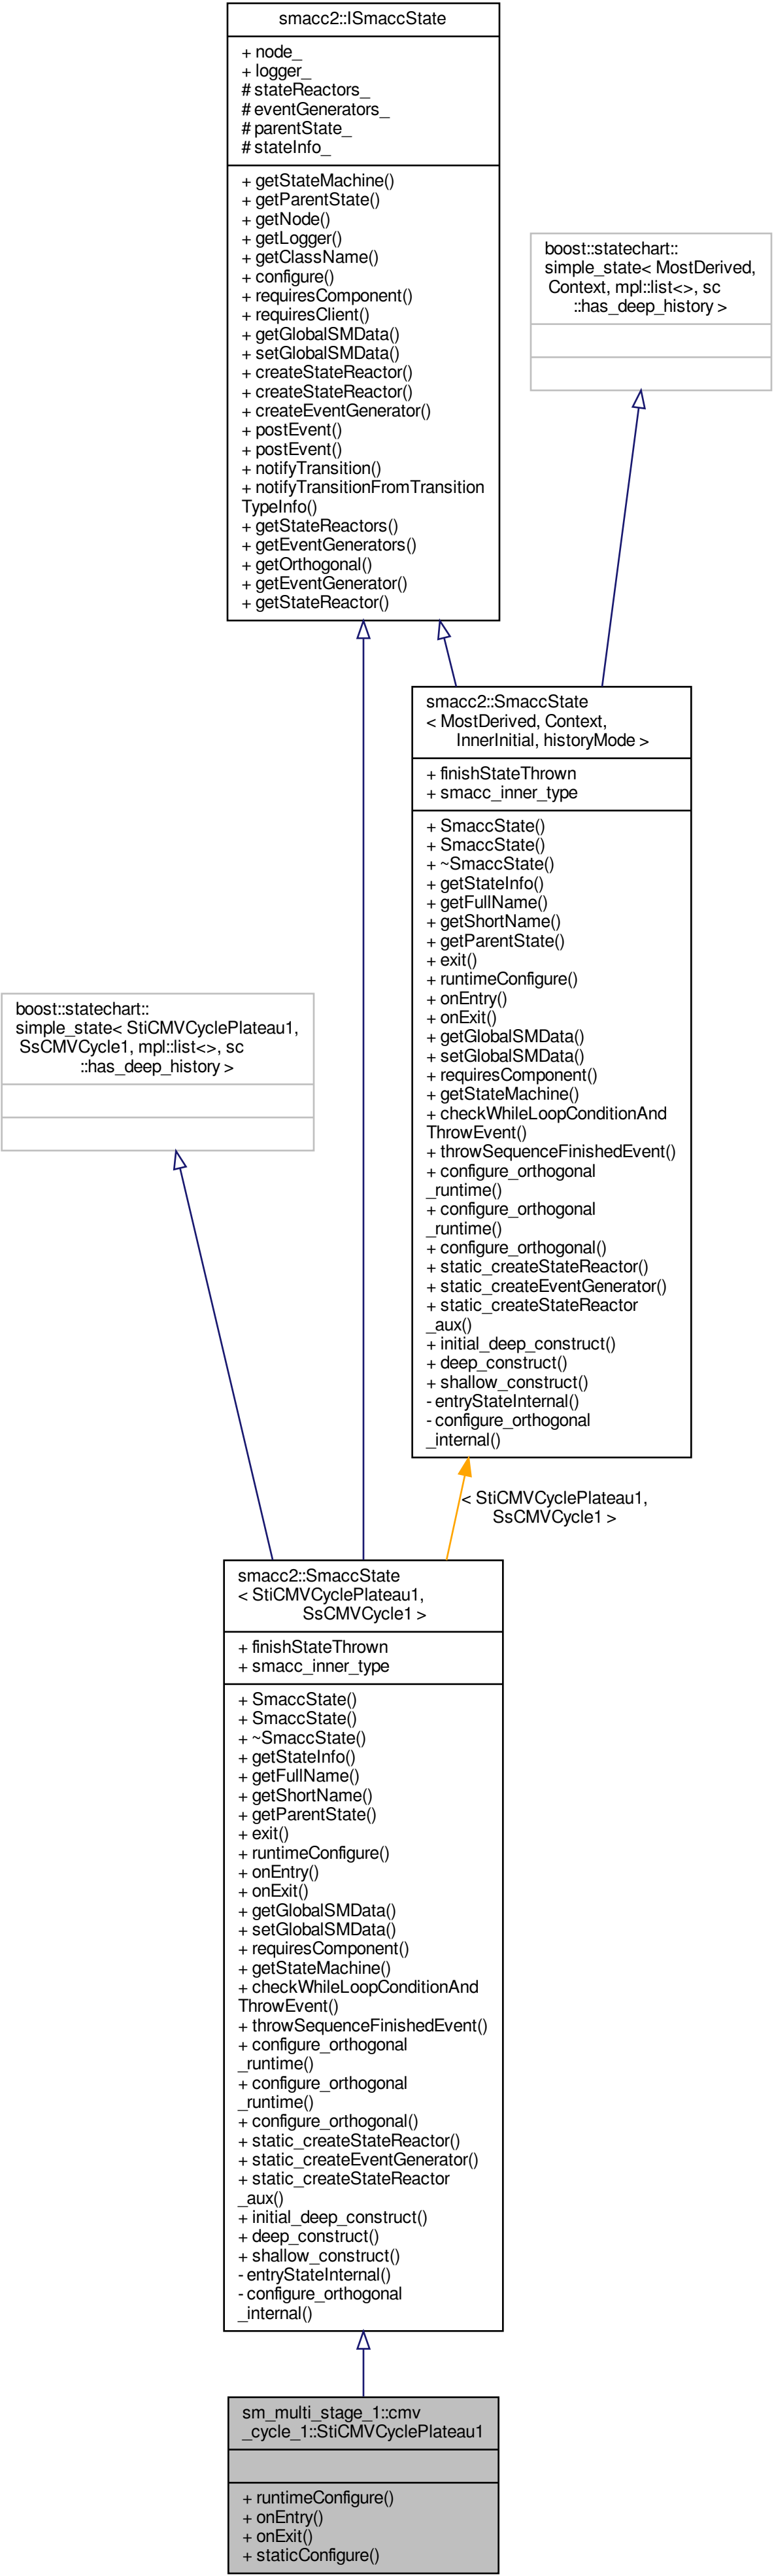 smacc2::ISmaccState
+ node_
+ logger_
# stateReactors_
# eventGenerators_
# parentState_
# stateInfo_
+ getStateMachine()
+ getParentState()
+ getNode()
+ getLogger()
+ getClassName()
+ configure()
+ requiresComponent()
+ requiresClient()
+ getGlobalSMData()
+ setGlobalSMData()
+ createStateReactor()
+ createStateReactor()
+ createEventGenerator()
+ postEvent()
+ postEvent()
+ notifyTransition()
+ notifyTransitionFromTransition
TypeInfo()
+ getStateReactors()
+ getEventGenerators()
+ getOrthogonal()
+ getEventGenerator()
+ getStateReactor()
boost::statechart::
simple_state< MostDerived,
Context, mpl::list<>, sc
::has_deep_history >
smacc2::SmaccState
< MostDerived, Context,
InnerInitial, historyMode >
+ finishStateThrown
+ smacc_inner_type
+ SmaccState()
+ SmaccState()
+ ~SmaccState()
+ getStateInfo()
+ getFullName()
+ getShortName()
+ getParentState()
+ exit()
+ runtimeConfigure()
+ onEntry()
+ onExit()
+ getGlobalSMData()
+ setGlobalSMData()
+ requiresComponent()
+ getStateMachine()
+ checkWhileLoopConditionAnd
ThrowEvent()
+ throwSequenceFinishedEvent()
+ configure_orthogonal
_runtime()
+ configure_orthogonal
_runtime()
+ configure_orthogonal()
+ static_createStateReactor()
+ static_createEventGenerator()
+ static_createStateReactor
_aux()
+ initial_deep_construct()
+ deep_construct()
+ shallow_construct()
- entryStateInternal()
- configure_orthogonal
_internal()
boost::statechart::
simple_state< StiCMVCyclePlateau1,
SsCMVCycle1, mpl::list<>, sc
::has_deep_history >
< StiCMVCyclePlateau1,
SsCMVCycle1 >
smacc2::SmaccState
< StiCMVCyclePlateau1,
SsCMVCycle1 >
+ finishStateThrown
+ smacc_inner_type
+ SmaccState()
+ SmaccState()
+ ~SmaccState()
+ getStateInfo()
+ getFullName()
+ getShortName()
+ getParentState()
+ exit()
+ runtimeConfigure()
+ onEntry()
+ onExit()
+ getGlobalSMData()
+ setGlobalSMData()
+ requiresComponent()
+ getStateMachine()
+ checkWhileLoopConditionAnd
ThrowEvent()
+ throwSequenceFinishedEvent()
+ configure_orthogonal
_runtime()
+ configure_orthogonal
_runtime()
+ configure_orthogonal()
+ static_createStateReactor()
+ static_createEventGenerator()
+ static_createStateReactor
_aux()
+ initial_deep_construct()
+ deep_construct()
+ shallow_construct()
- entryStateInternal()
- configure_orthogonal
_internal()
sm_multi_stage_1::cmv
_cycle_1::StiCMVCyclePlateau1
+ runtimeConfigure()
+ onEntry()
+ onExit()
+ staticConfigure()